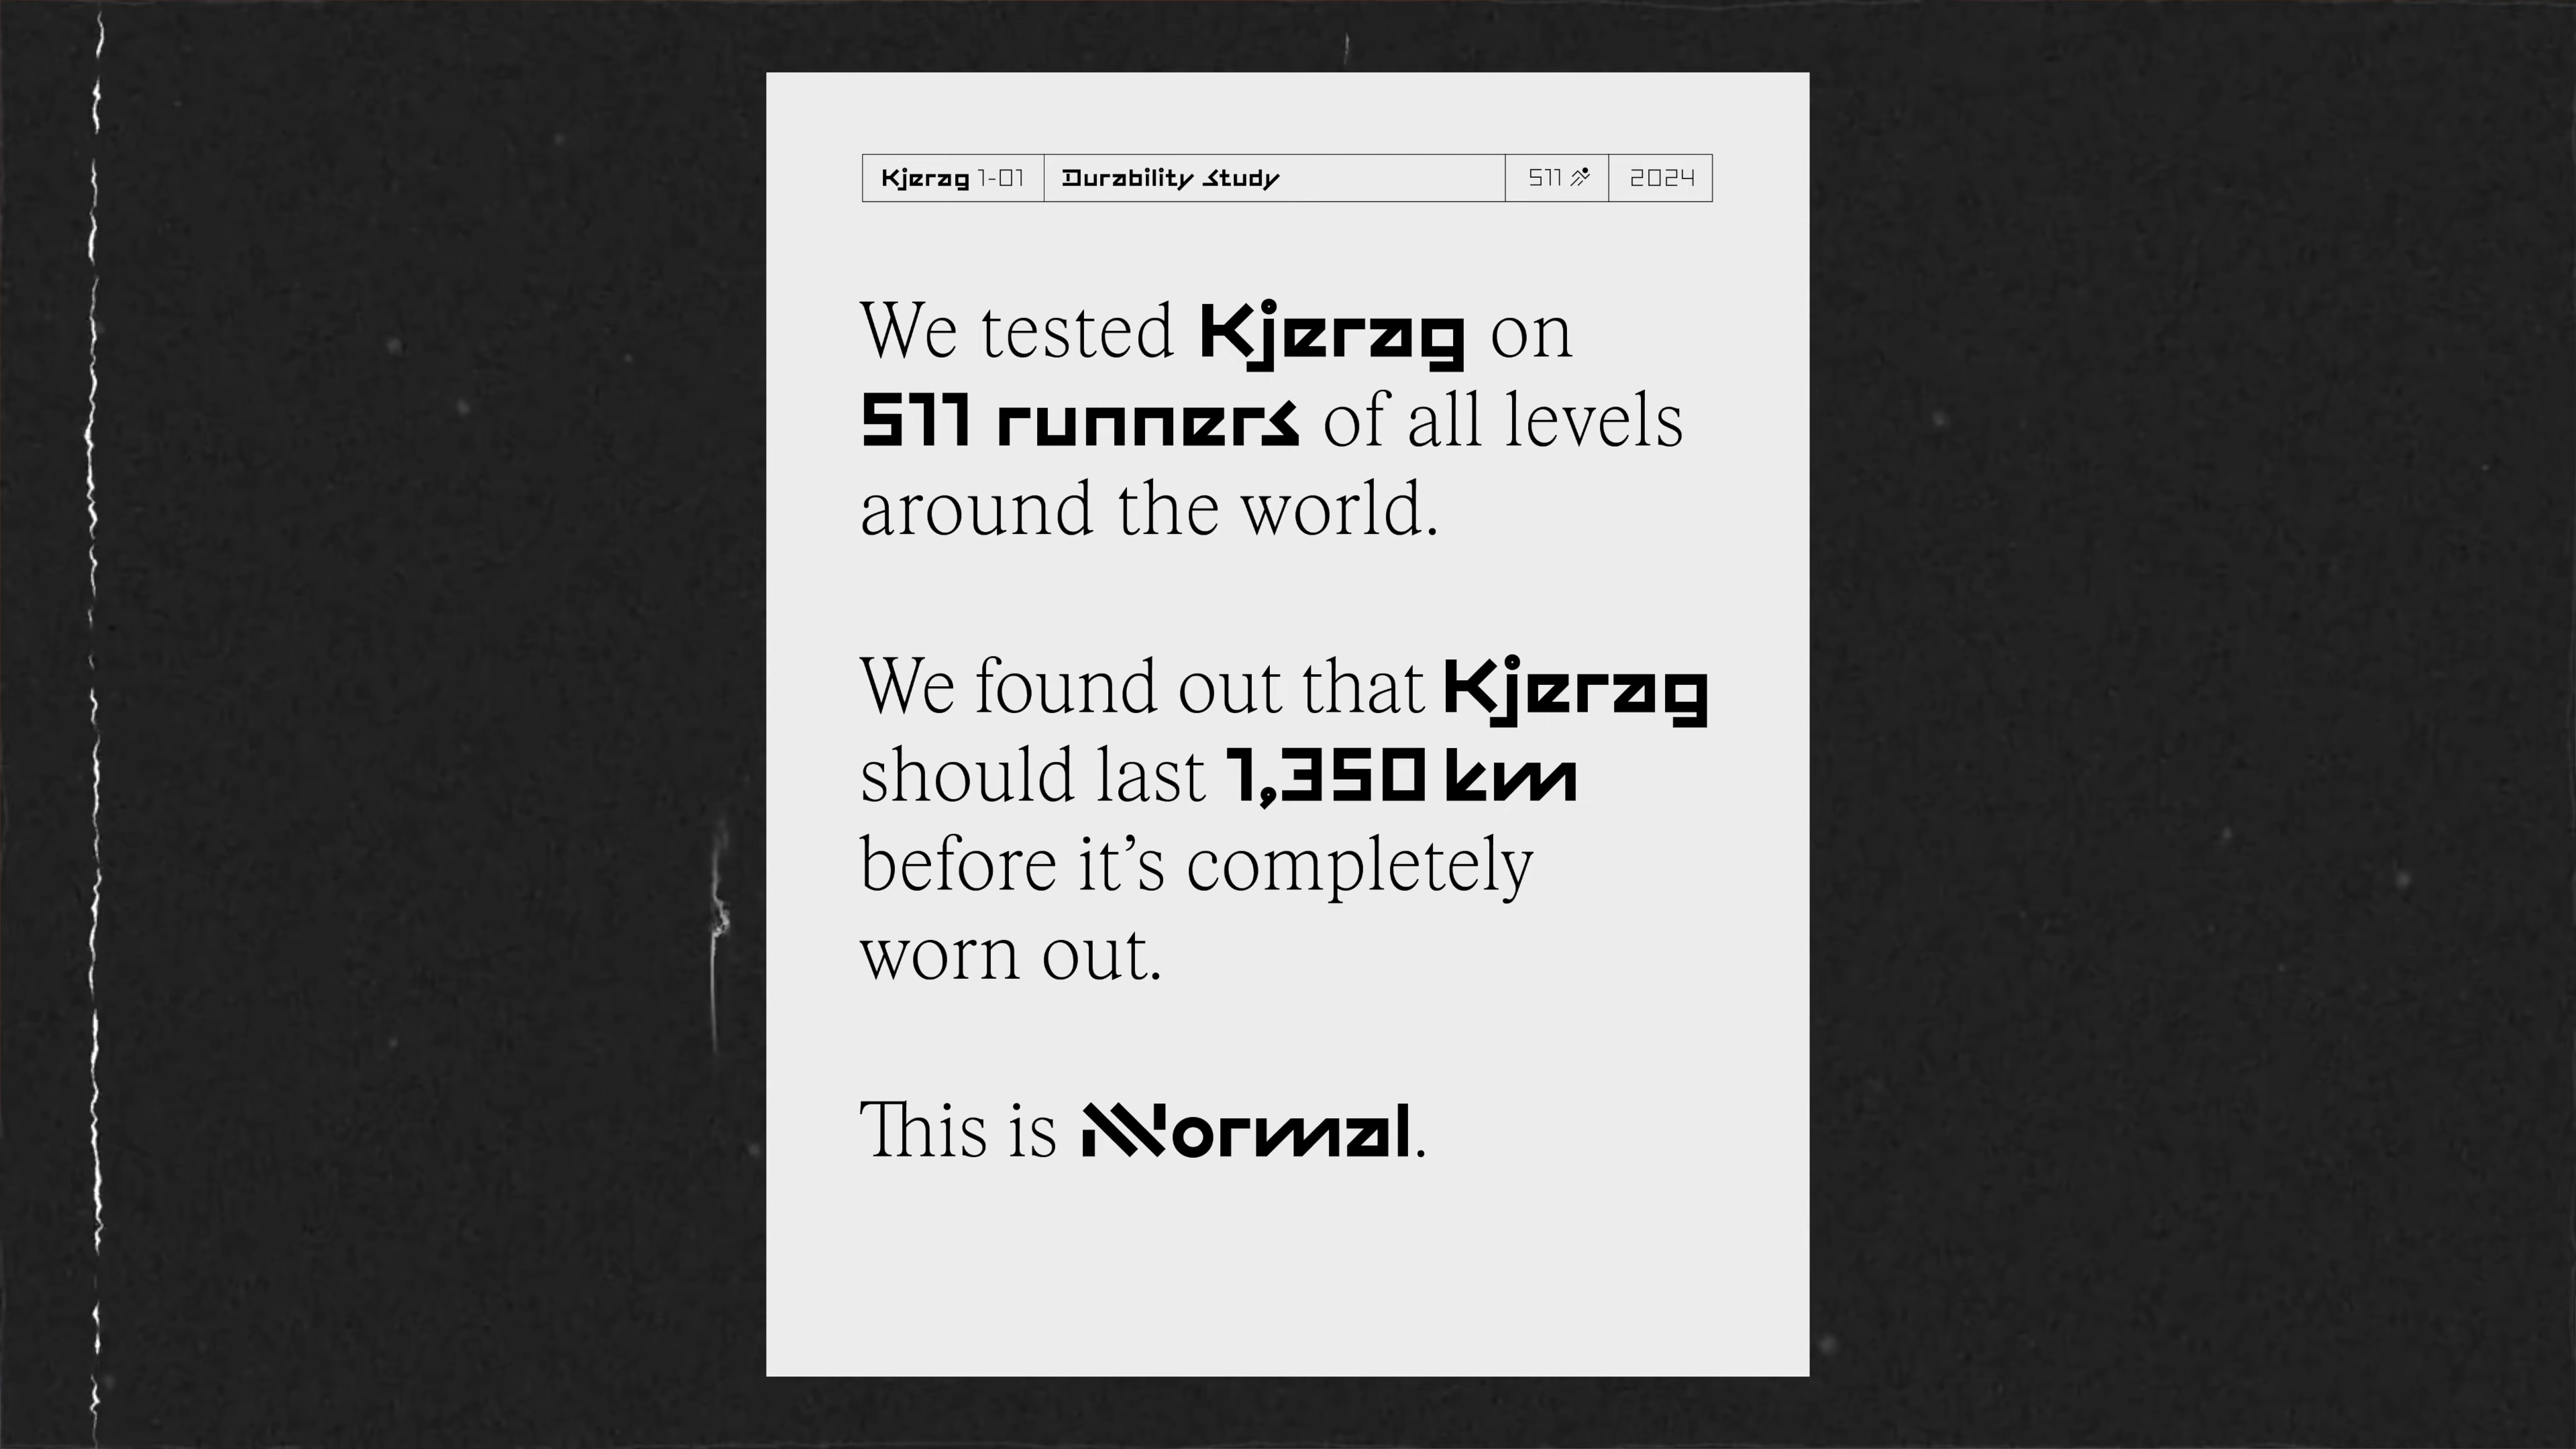 Kjerag 1-01 Durability Study 511 2024
We tested Kjerag on
511 runners of all levels
around the world.
We found out that Kjerag
should last 1,350 km
before it’s completely
worn out.
This is NNormal.